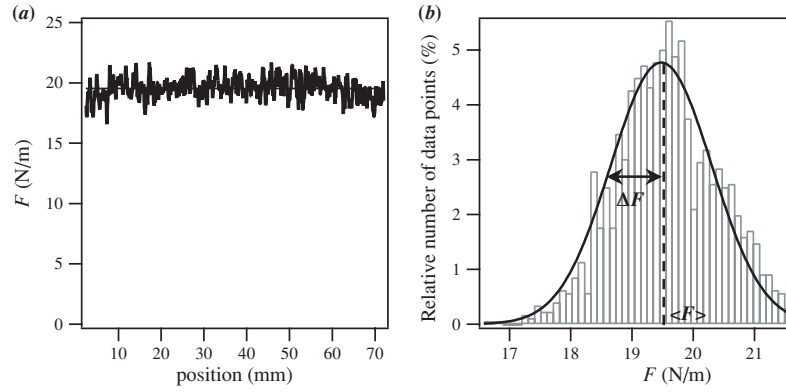 (a)
25
20
15
10
5
0
F (N/m)
10 20 30 40 50 60 70
position (mm)
(b)
5
4
3
2
1
0
Relative number of data points (%)
ΔF
<F>
17 18 19 20 21
F (N/m)